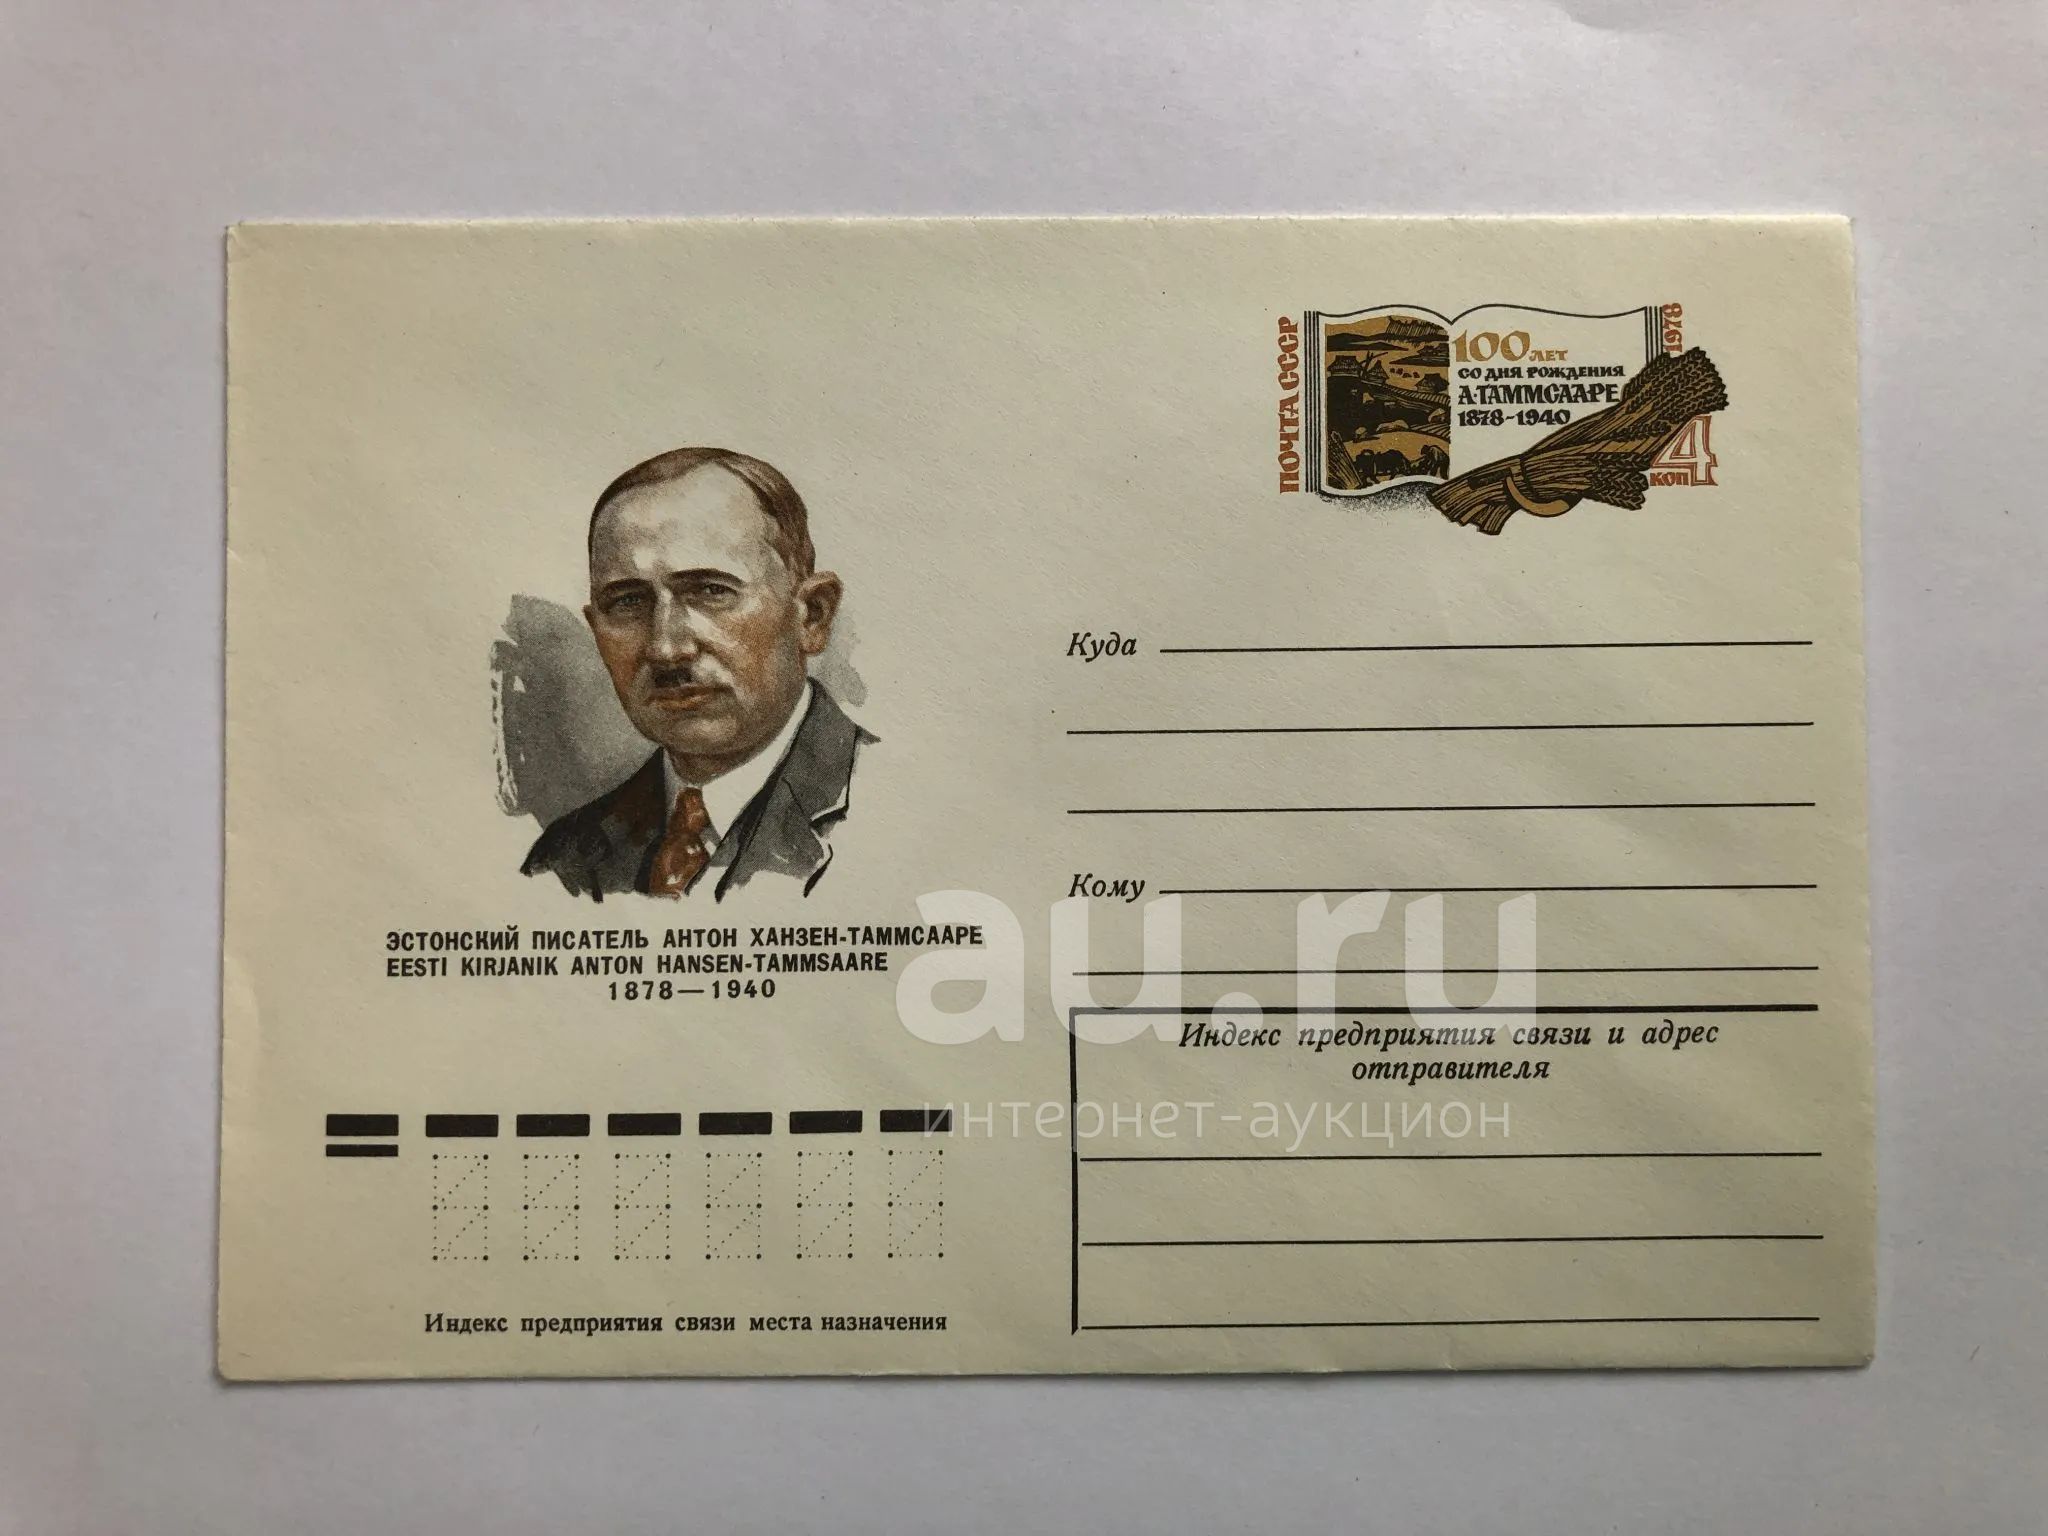 ПОЧТА СССР
1978
100 ЛЕТ
СО ДНЯ РОЖДЕНИЯ
А·ТАММСААРЕ
1878-1940
4
КОП
Куда
Кому
ЭСТОНСКИЙ ПИСАТЕЛЬ АНТОН ХАНЗЕН-ТАММСААРЕ
EESTI KIRJANIK ANTON HANSEN-TAMMSAARE
1878—1940
au.ru
интернет-аукцион
Индекс предприятия связи и адрес
отправителя
Индекс предприятия связи места назначения